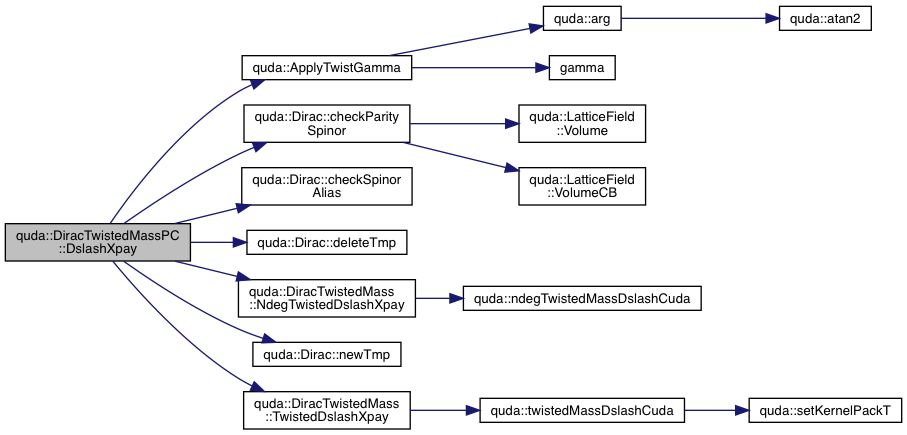 quda::DiracTwistedMassPC
::DslashXpay
quda::ApplyTwistGamma
quda::arg
quda::atan2
gamma
quda::Dirac::checkParity
Spinor
quda::LatticeField
::Volume
quda::LatticeField
::VolumeCB
quda::Dirac::checkSpinor
Alias
quda::Dirac::deleteTmp
quda::DiracTwistedMass
::NdegTwistedDslashXpay
quda::ndegTwistedMassDslashCuda
quda::Dirac::newTmp
quda::DiracTwistedMass
::TwistedDslashXpay
quda::twistedMassDslashCuda
quda::setKernelPackT